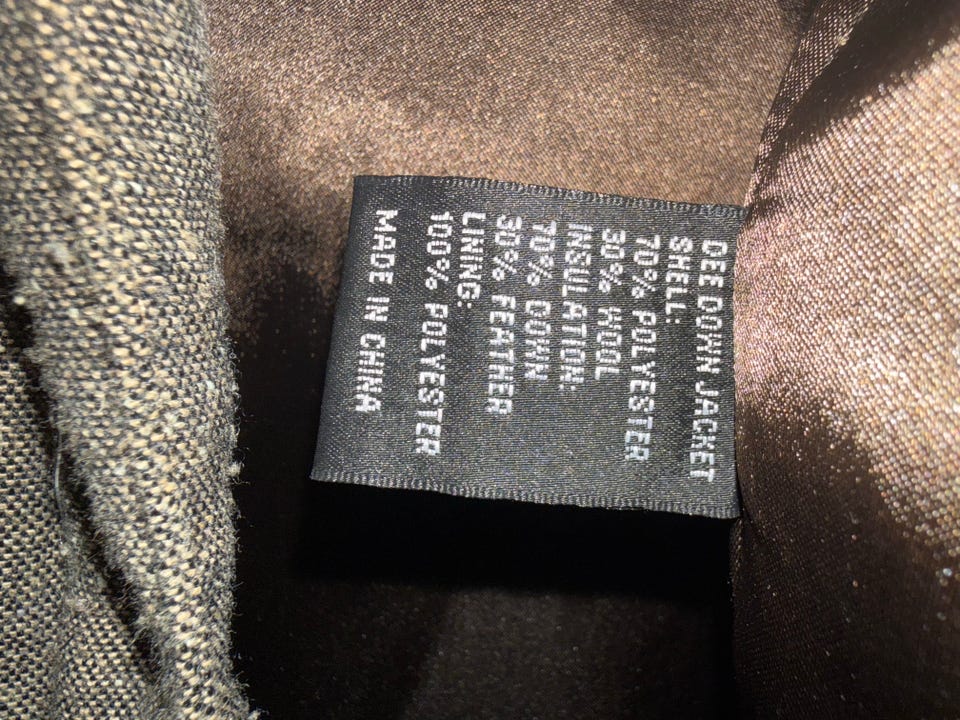 DEE DOWN JACKET
SHELL:
70% POLYESTER
30% WOOL
INSULATION:
70% DOWN
30% FEATHER
LINING:
100% POLYESTER
MADE IN CHINA